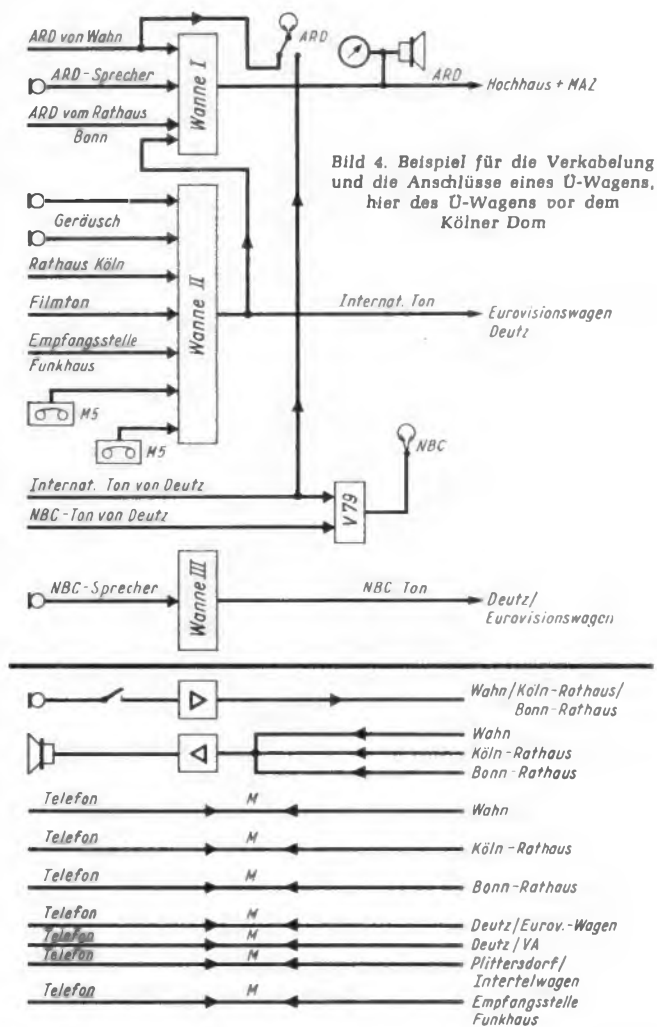 ARD von Wahn
ARD
ARD-Sprecher
Wanne I
ARD
Hochhaus + MAZ
ARD vom Rathaus
Bonn
Bild 4. Beispiel für die Verkabelung
und die Anschlüsse eines Ü-Wagens,
hier des Ü-Wagens vor dem
Kölner Dom
Geräusch
Rathaus Köln
Wanne II
Filmton
Internat. Ton
Eurovisionswagen
Deutz
Empfangsstelle
Funkhaus
M5
M5
NBC
Internat. Ton von Deutz
V79
NBC-Ton von Deutz
NBC-Sprecher
Wanne III
NBC Ton
Deutz/
Eurovisionswagen
Wahn/Köln-Rathaus/
Bonn-Rathaus
Wahn
Köln-Rathaus
Bonn-Rathaus
Telefon M Wahn
Telefon M Köln-Rathaus
Telefon M Bonn-Rathaus
Telefon M Deutz/Eurov.-Wagen
Telefon M Deutz/VA
Telefon M Plittersdorf/
Intertelwagen
Telefon M Empfangsstelle
Funkhaus